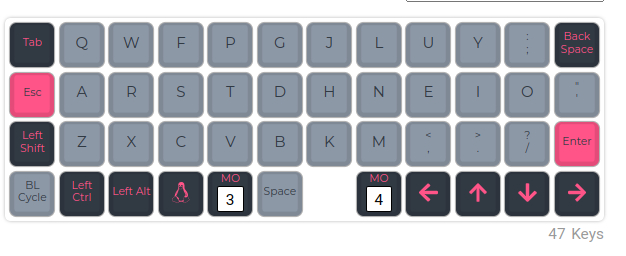 Tab Q W F P G J L U Y : ; Back Space
Esc A R S T D H N E I O " '
Left Shift Z X C V B K M < , > . ? / Enter
BL Cycle Left Ctrl Left Alt MO 3 Space MO 4
47 Keys